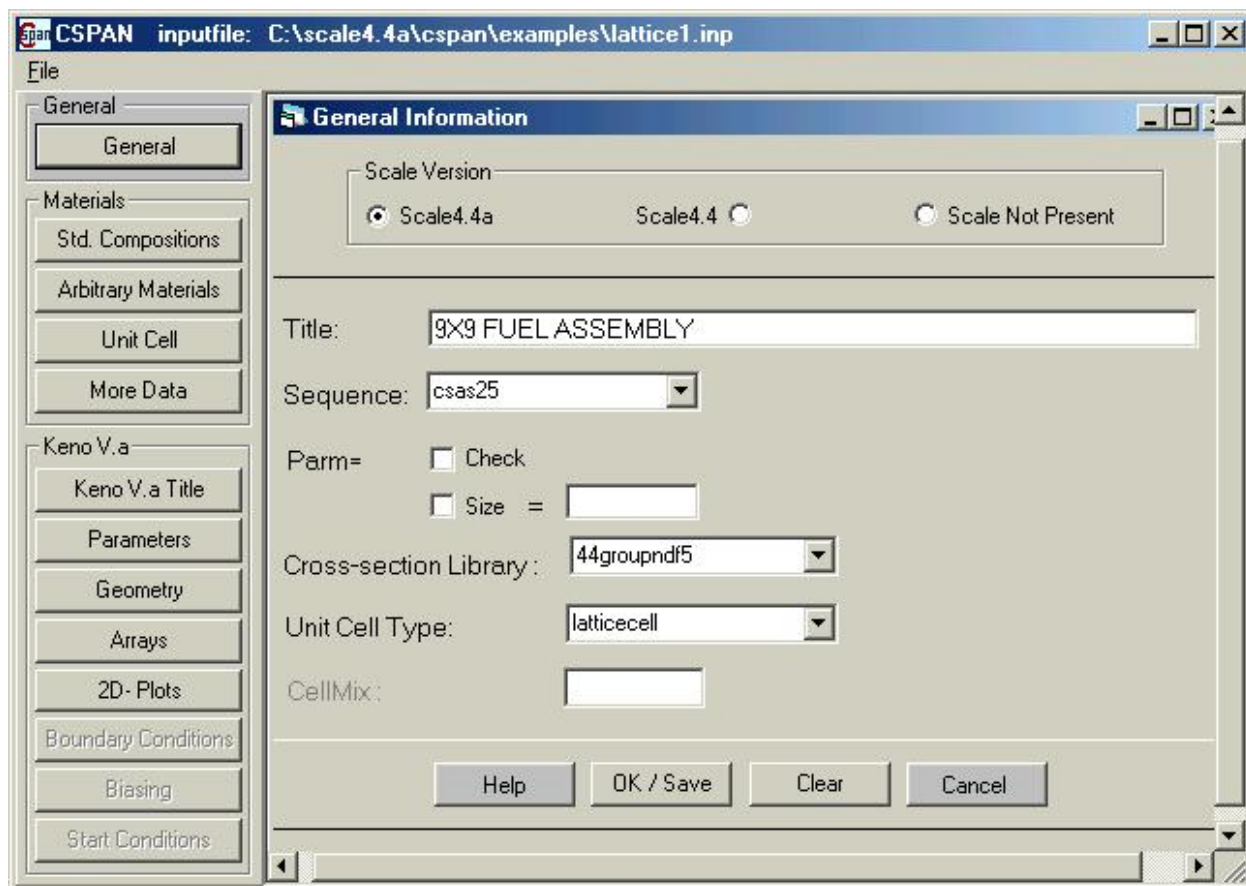 CSPAN inputfile: C:\scale4.4a\cspan\examples\lattice1.inp
File
General
General
Materials
Std. Compositions
Arbitrary Materials
Unit Cell
More Data
Keno V.a
Keno V.a Title
Parameters
Geometry
Arrays
2D- Plots
Boundary Conditions
Biasing
Start Conditions
General Information
Scale Version
Scale4.4a Scale4.4 Scale Not Present
Title: 9X9 FUEL ASSEMBLY
Sequence: csas25
Parm= Check
Size =
Cross-section Library : 44groupndf5
Unit Cell Type: latticecell
CellMix :
Help OK / Save Clear Cancel